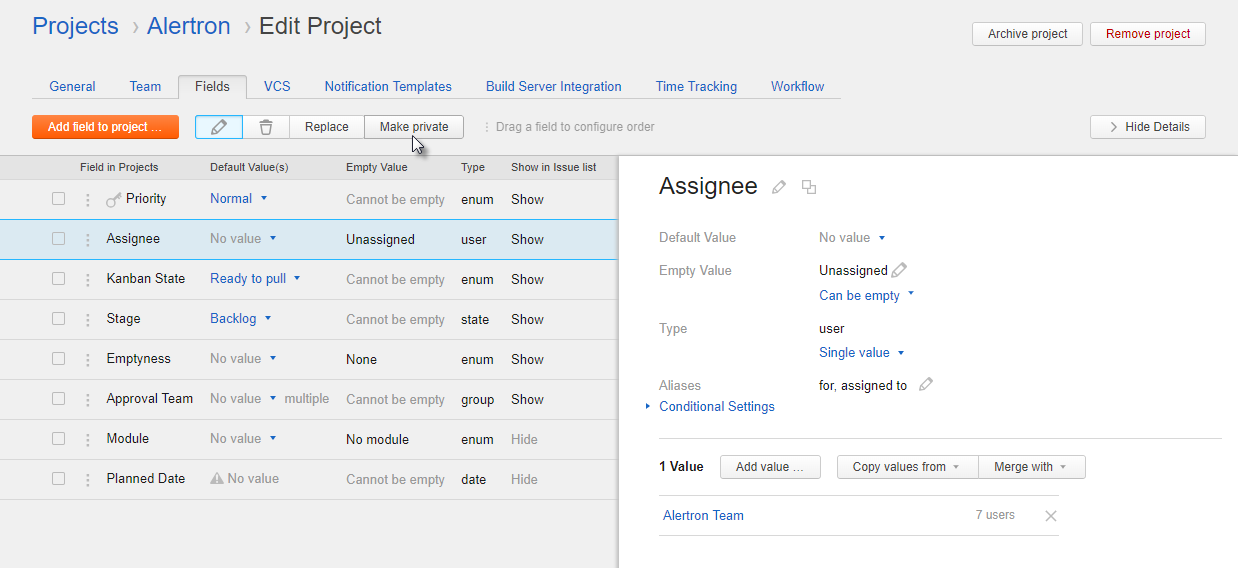 Projects › Alertron › Edit Project
Archive project
Remove project
General
Team
Fields
VCS
Notification Templates
Build Server Integration
Time Tracking
Workflow
Add field to project ...
Replace
Make private
Drag a field to configure order
Hide Details
Field in Projects Default Value(s) Empty Value Type Show in Issue list
Priority Normal Cannot be empty enum Show
Assignee No value Unassigned user Show
Kanban State Ready to pull Cannot be empty enum Show
Stage Backlog Cannot be empty state Show
Emptyness No value None enum Show
Approval Team No value multiple Cannot be empty group Show
Module No value No module enum Hide
Planned Date No value Cannot be empty date Hide
Assignee
Default Value No value
Empty Value Unassigned
Can be empty
Type user
Single value
Aliases for, assigned to
Conditional Settings
1 Value Add value ... Copy values from Merge with
Alertron Team 7 users